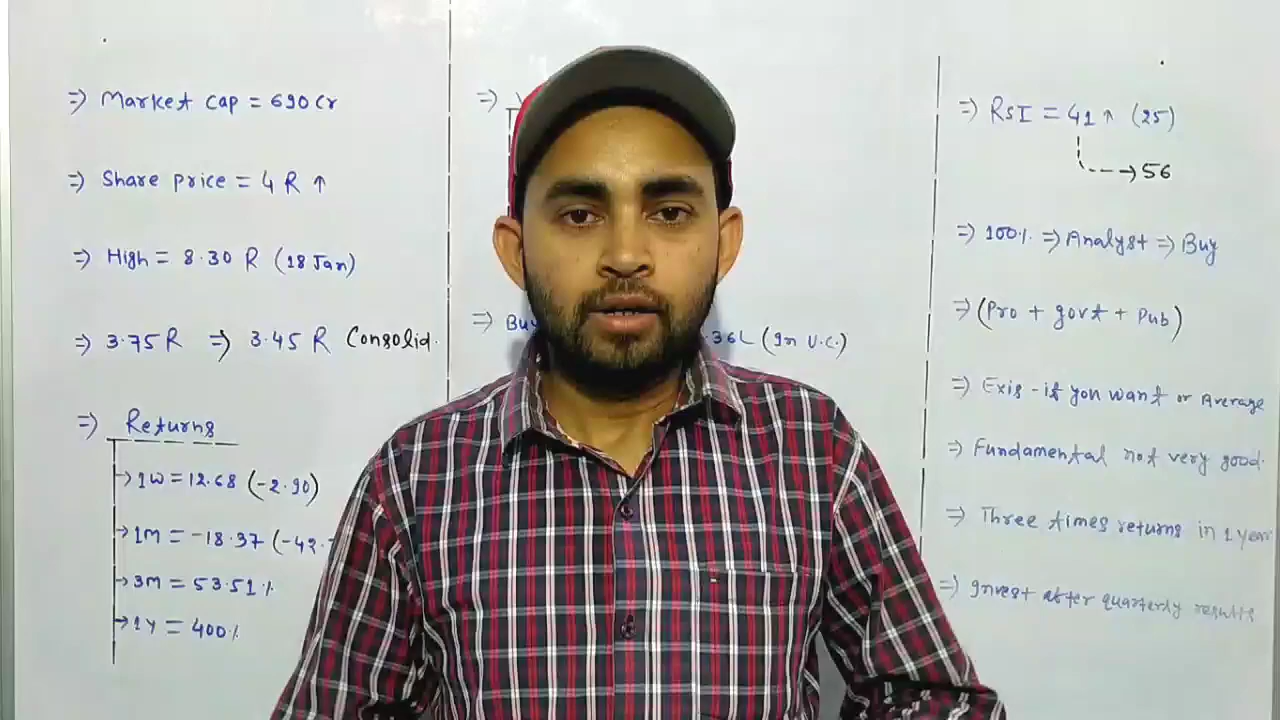 => Market cap = 690 Cr
=> Share price = 4 R ↑
=> High = 8.30 R (18 Jan)
=> 3.75 R => 3.45 R Consolid.
=> Returns
→ 1W = 12.68 (-2.90)
→ 1M = -18.37 (-42.
→ 3M = 53.51%
→ 1Y = 400%
=>
=> Buy .36L (In U.C.)
=> RSI = 41 ↑ (25)
→ 56
=> 100% => Analyst => Buy
=> (Pro + govt + Pub)
=> Exis - if you want or Average
=> Fundamental not very good.
=> Three times returns in 1 year
=> Invest after quarterly results